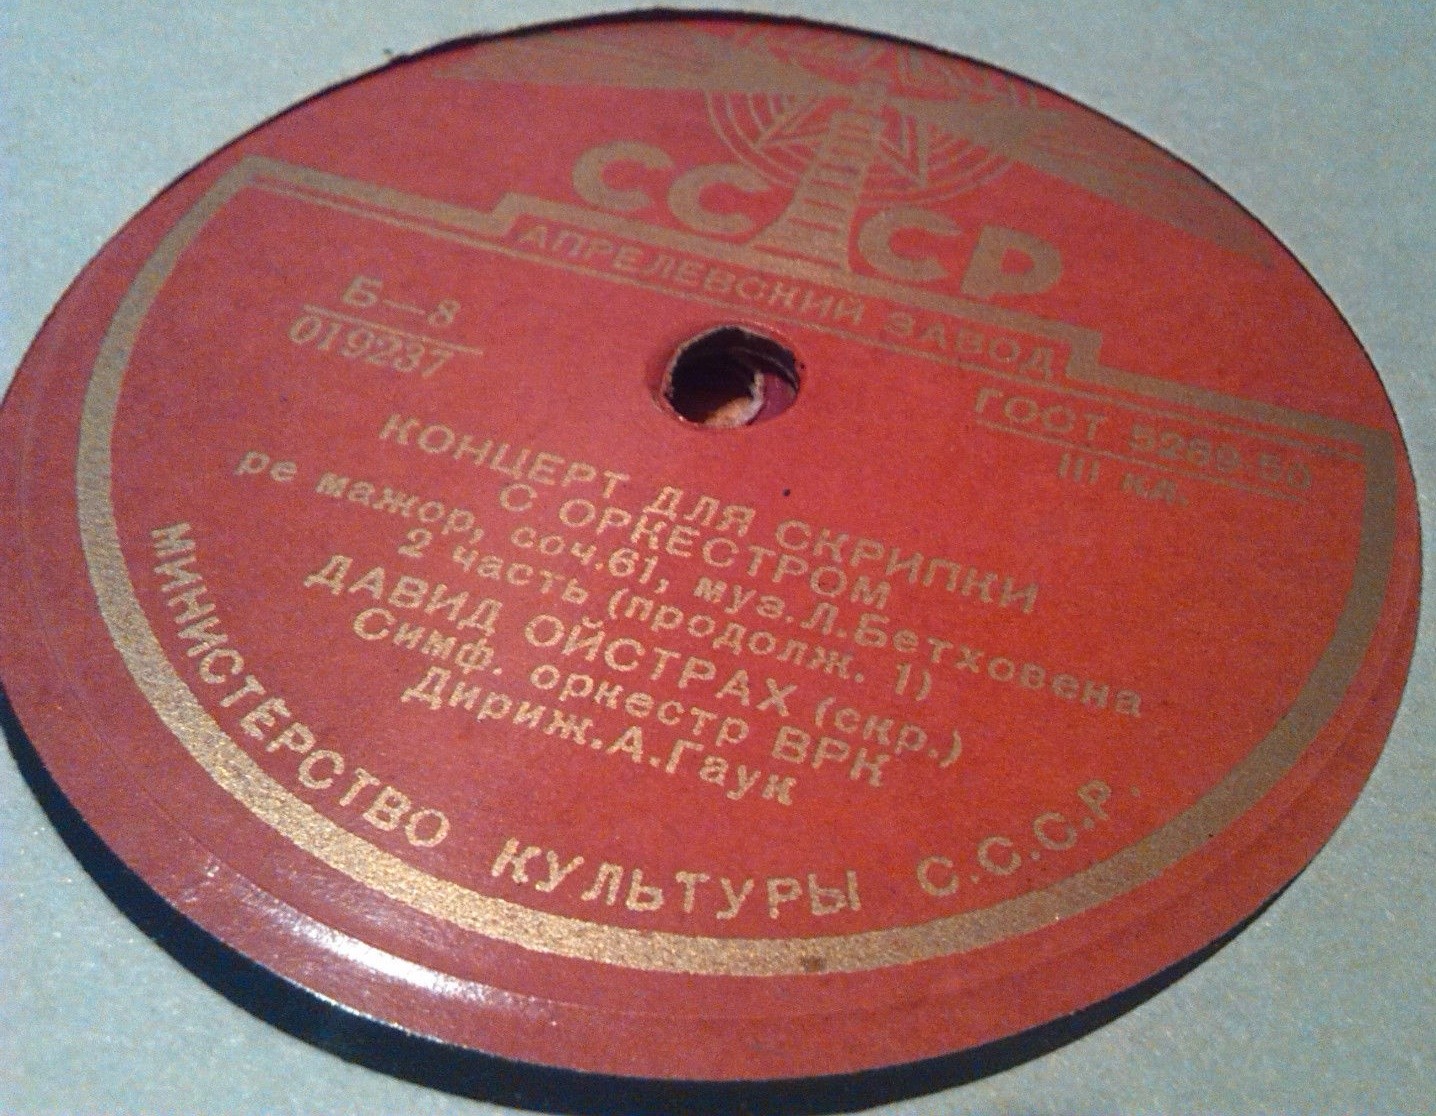 СССР
АПРЕЛЕВСКИЙ ЗАВОД
Б—8
019237
ГОСТ 5289-50
III кл.
КОНЦЕРТ ДЛЯ СКРИПКИ
С ОРКЕСТРОМ
ре мажор, соч.61, муз.Л.Бетховена
2 часть (продолж. 1)
ДАВИД ОЙСТРАХ (скр.)
Симф. оркестр ВРК
Дириж.А.Гаук
МИНИСТЕРСТВО КУЛЬТУРЫ С.С.С.Р.